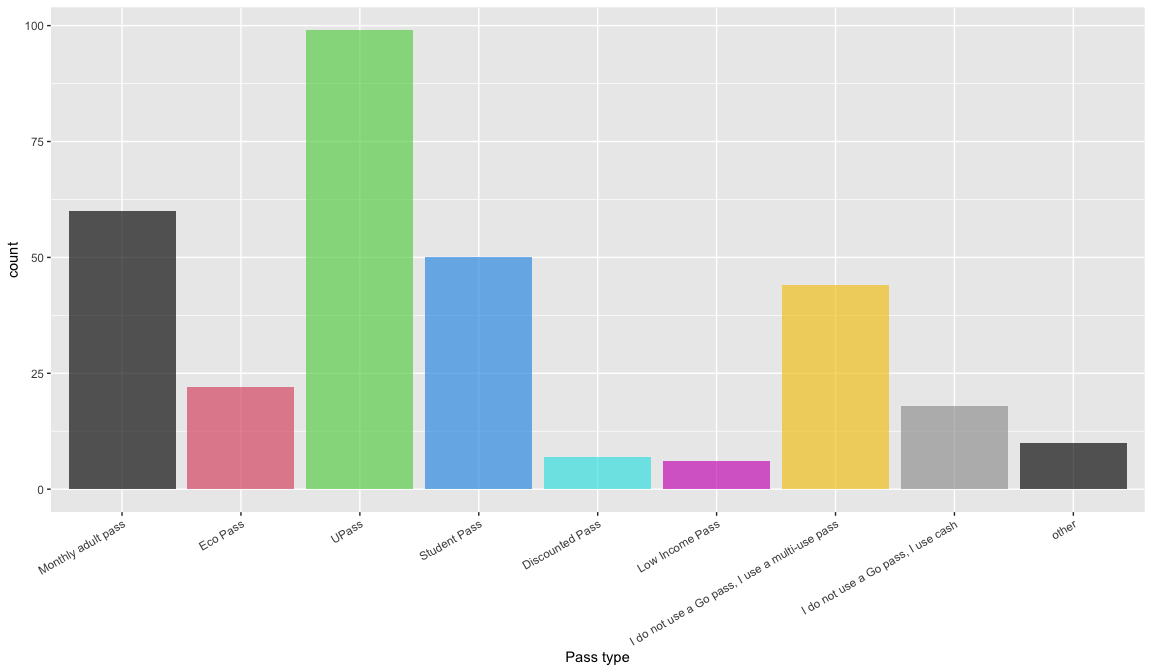 100
75
50
25
0
count
Monthly adult pass
Eco Pass
UPass
Student Pass
Discounted Pass
Low Income Pass
I do not use a Go pass, I use a multi-use pass
I do not use a Go pass, I use cash
other
Pass type